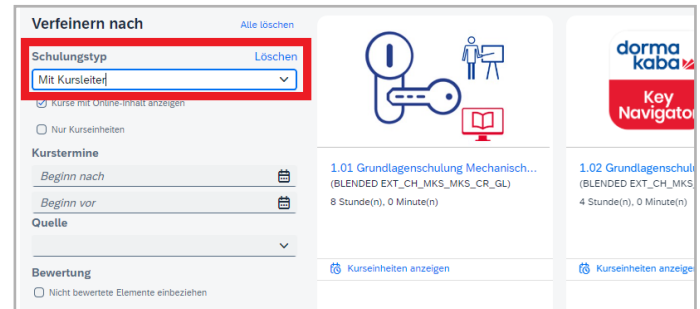 Verfeinern nach
Alle löschen
Schulungstyp
Löschen
Mit Kursleiter
Kurse mit Online-Inhalt anzeigen
Nur Kurseinheiten
Kurstermine
Beginn nach
Beginn vor
Quelle
Bewertung
Nicht bewertete Elemente einbeziehen
1.01 Grundlagenschulung Mechanisch...
(BLENDED EXT_CH_MKS_MKS_CR_GL)
8 Stunde(n), 0 Minute(n)
Kurseinheiten anzeigen
dorma
kaba
Key
Navigato
1.02 Grundlagenschul
(BLENDED EXT_CH_MKS
4 Stunde(n), 0 Minute(n)
Kurseinheiten anzeige